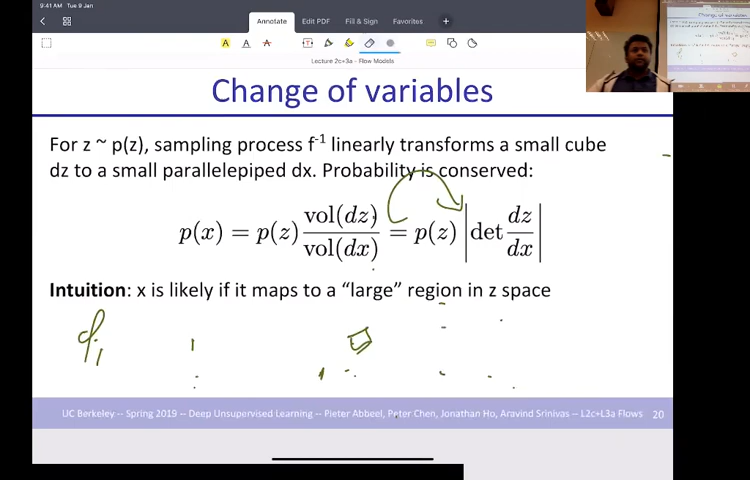 9:41 AM Tue 9 Jan
Annotate Edit PDF Fill & Sign Favorites +
A A A
Lecture 2c+3a - Flow Models
Change of variables
Change of variables
For z ~ p(z), sampling process f⁻¹ linearly transforms a small cube
dz to a small parallelepiped dx. Probability is conserved:
p(x) = p(z) vol(dz)/vol(dx) = p(z) |det dz/dx|
Intuition: x is likely if it maps to a “large” region in z space
UC Berkeley -- Spring 2019 -- Deep Unsupervised Learning -- Pieter Abbeel, Peter Chen, Jonathan Ho, Aravind Srinivas -- L2c+L3a Flows 20